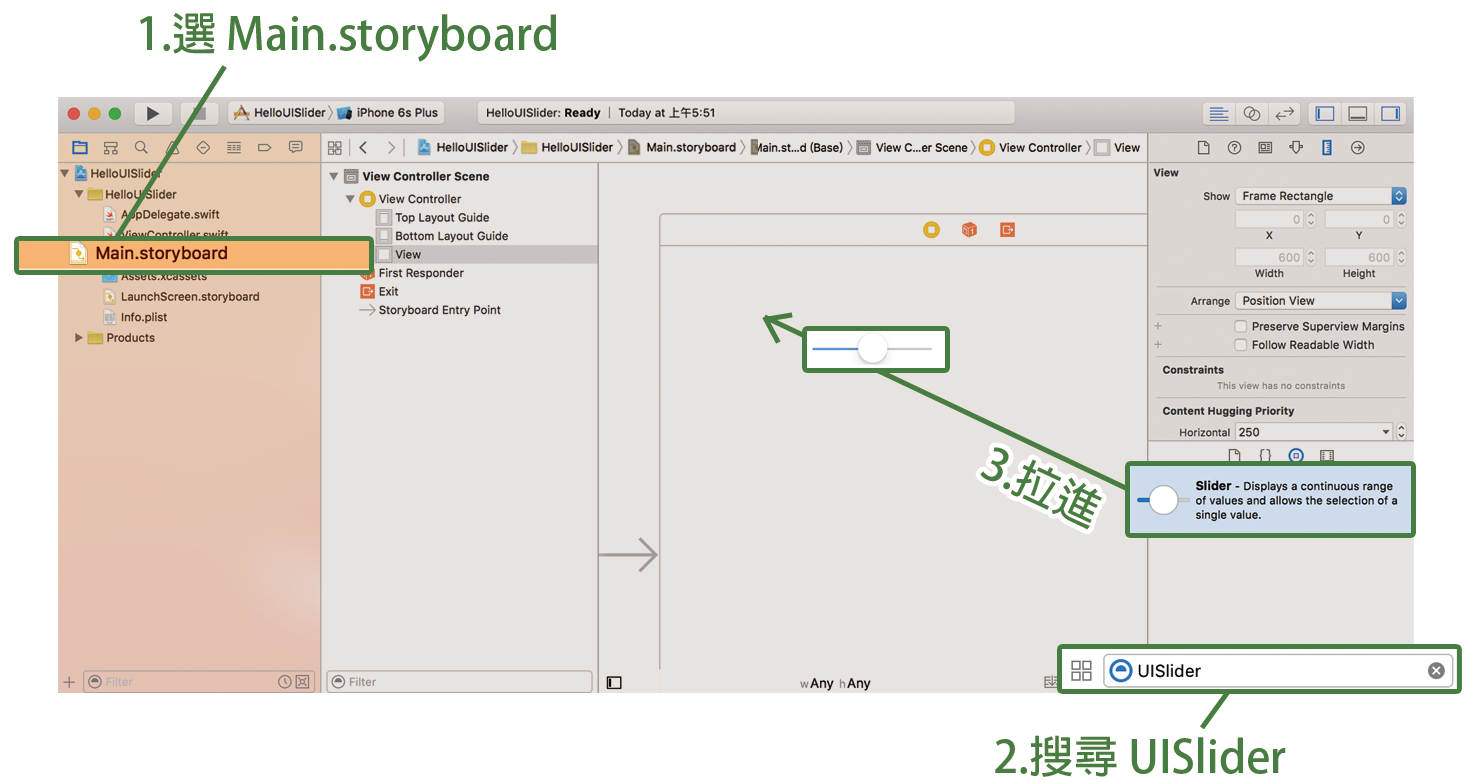 1.選 Main.storyboard
HelloUISlider
iPhone 6s Plus
HelloUISlider: Ready | Today at 上午5:51
HelloUISlider
HelloUISlider
Main.storyboard
Main.st...d (Base)
View C...er Scene
View Controller
View
HelloUISlider
HelloUISlider
AppDelegate.swift
ViewController.swift
Main.storyboard
Assets.xcassets
LaunchScreen.storyboard
Info.plist
Products
Filter
View Controller Scene
View Controller
Top Layout Guide
Bottom Layout Guide
View
First Responder
Exit
Storyboard Entry Point
Filter
wAny hAny
View
Show Frame Rectangle
0 0
X Y
600 600
Width Height
Arrange Position View
Preserve Superview Margins
Follow Readable Width
Constraints
This view has no constraints
Content Hugging Priority
Horizontal 250
{}
Slider - Displays a continuous range
of values and allows the selection of a
single value.
3.拉進
UISlider
2.搜尋 UISlider